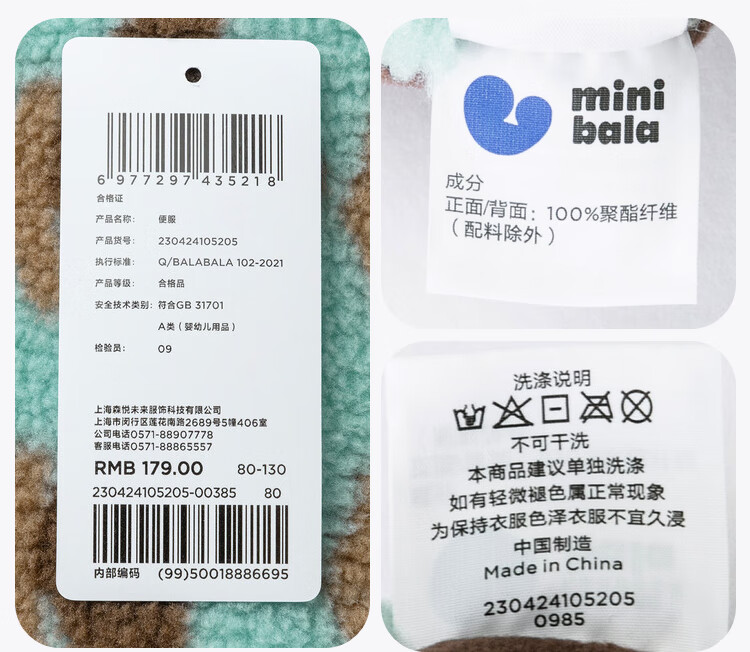 6 977297 435218
合格证
产品名称： 便服
产品货号： 230424105205
执行标准： Q/BALABALA 102-2021
产品等级： 合格品
安全技术类别： 符合GB 31701
A类（婴幼儿用品）
检验员： 09
上海森悦未来服饰科技有限公司
上海市闵行区莲花南路2689号5幢406室
公司电话0571-88907778
客服电话0571-88865557
RMB 179.00 80-130
230424105205-00385 80
内部编码 (99)50018886695
mini
bala
成分
正面/背面：100%聚酯纤维
（配料除外）
洗涤说明
不可干洗
本商品建议单独洗涤
如有轻微褪色属正常现象
为保持衣服色泽衣服不宜久浸
中国制造
Made in China
230424105205
0985